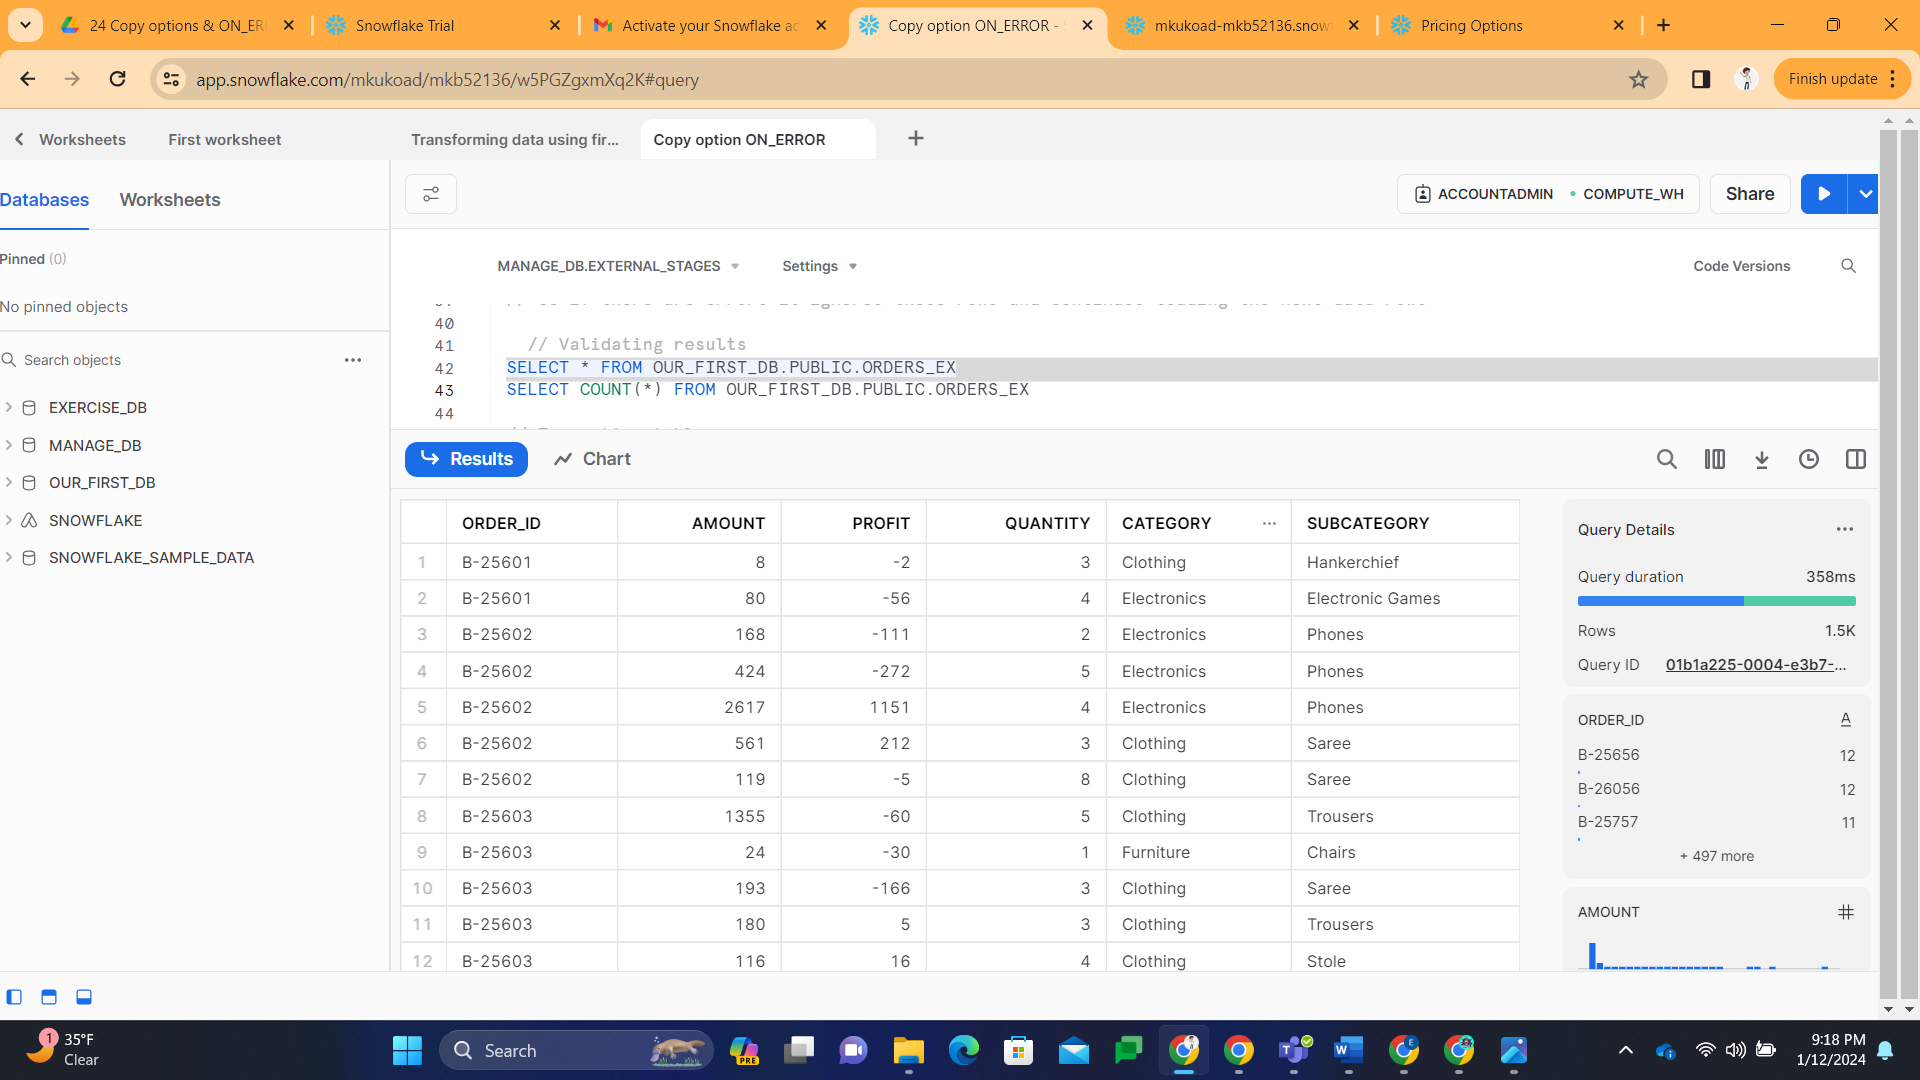 24 Copy options & ON_ER
Snowflake Trial
Activate your Snowflake ac
Copy option ON_ERROR - S
mkukoad-mkb52136.snow
Pricing Options
app.snowflake.com/mkukoad/mkb52136/w5PGZgxmXq2K#query
Finish update
Worksheets
First worksheet
Transforming data using fir...
Copy option ON_ERROR
Databases
Worksheets
ACCOUNTADMIN
COMPUTE_WH
Share
Pinned (0)
No pinned objects
Search objects
EXERCISE_DB
MANAGE_DB
OUR_FIRST_DB
SNOWFLAKE
SNOWFLAKE_SAMPLE_DATA
MANAGE_DB.EXTERNAL_STAGES
Settings
Code Versions
40
41 // Validating results
42 SELECT * FROM OUR_FIRST_DB.PUBLIC.ORDERS_EX
43 SELECT COUNT(*) FROM OUR_FIRST_DB.PUBLIC.ORDERS_EX
44
Results
Chart
ORDER_ID AMOUNT PROFIT QUANTITY CATEGORY ... SUBCATEGORY
1 B-25601 8 -2 3 Clothing Hankerchief
2 B-25601 80 -56 4 Electronics Electronic Games
3 B-25602 168 -111 2 Electronics Phones
4 B-25602 424 -272 5 Electronics Phones
5 B-25602 2617 1151 4 Electronics Phones
6 B-25602 561 212 3 Clothing Saree
7 B-25602 119 -5 8 Clothing Saree
8 B-25603 1355 -60 5 Clothing Trousers
9 B-25603 24 -30 1 Furniture Chairs
10 B-25603 193 -166 3 Clothing Saree
11 B-25603 180 5 3 Clothing Trousers
12 B-25603 116 16 4 Clothing Stole
Query Details
Query duration 358ms
Rows 1.5K
Query ID 01b1a225-0004-e3b7-...
ORDER_ID A
B-25656 12
B-26056 12
B-25757 11
+ 497 more
AMOUNT #
1
35°F
Clear
Search
PRE
9:18 PM
1/12/2024